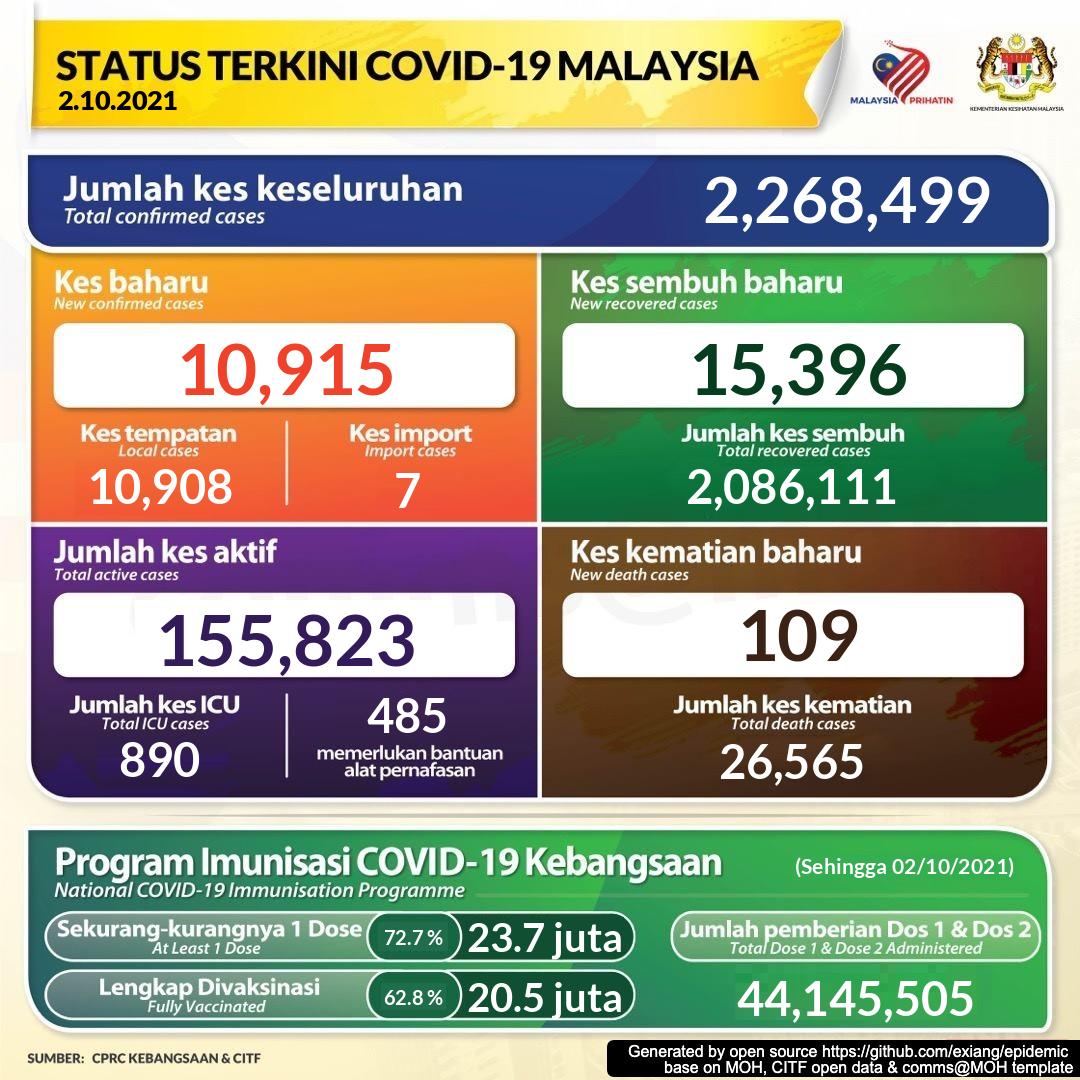 STATUS TERKINI COVID-19 MALAYSIA
2.10.2021
MALAYSIA PRIHATIN
KEMENTERIAN KESIHATAN MALAYSIA
Jumlah kes keseluruhan
Total confirmed cases
2,268,499
Kes baharu
New confirmed cases
10,915
Kes tempatan
Local cases
10,908
Kes import
Import cases
7
Kes sembuh baharu
New recovered cases
15,396
Jumlah kes sembuh
Total recovered cases
2,086,111
Jumlah kes aktif
Total active cases
155,823
Jumlah kes ICU
Total ICU cases
890
485
memerlukan bantuan
alat pernafasan
Kes kematian baharu
New death cases
109
Jumlah kes kematian
Total death cases
26,565
Program Imunisasi COVID-19 Kebangsaan
National COVID-19 Immunisation Programme
(Sehingga 02/10/2021)
Sekurang-kurangnya 1 Dose
At Least 1 Dose
72.7 %
23.7 juta
Lengkap Divaksinasi
Fully Vaccinated
62.8 %
20.5 juta
Jumlah pemberian Dos 1 & Dos 2
Total Dose 1 & Dose 2 Administered
44,145,505
SUMBER: CPRC KEBANGSAAN & CITF
Generated by open source https://github.com/exiang/epidemic
base on MOH, CITF open data & comms@MOH template